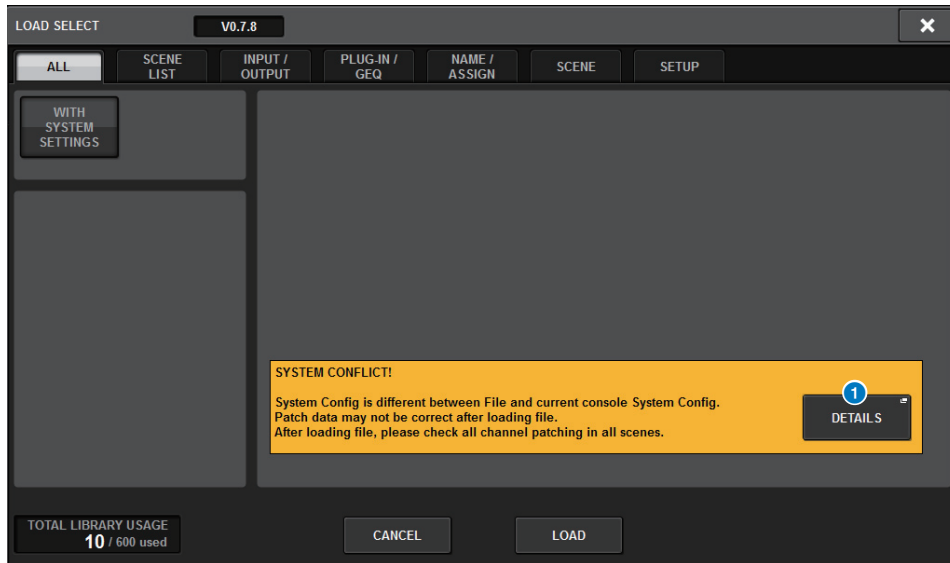 LOAD SELECT V0.7.8
ALL
SCENE
LIST
INPUT /
OUTPUT
PLUG-IN /
GEQ
NAME /
ASSIGN
SCENE
SETUP
WITH
SYSTEM
SETTINGS
SYSTEM CONFLICT!
System Config is different between File and current console System Config.
Patch data may not be correct after loading file.
After loading file, please check all channel patching in all scenes.
1
DETAILS
TOTAL LIBRARY USAGE
10 / 600 used
CANCEL
LOAD